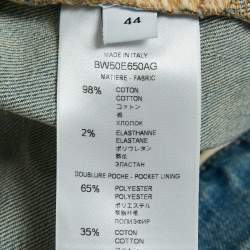 44
MADE IN ITALY
BW50E650AG
MATIERE - FABRIC
98% COTON
COTTON
コットン
棉
ХЛОПОК
2% ELASTHANNE
ELASTANE
ポリウレタン
ЭЛАСТАН
DOUBLURE POCHE - POCKET LINING
65% POLYESTER
POLYESTER
ポリエステル
聚酯纤维
ПОЛИЭФИР
35% COTON
COTTON